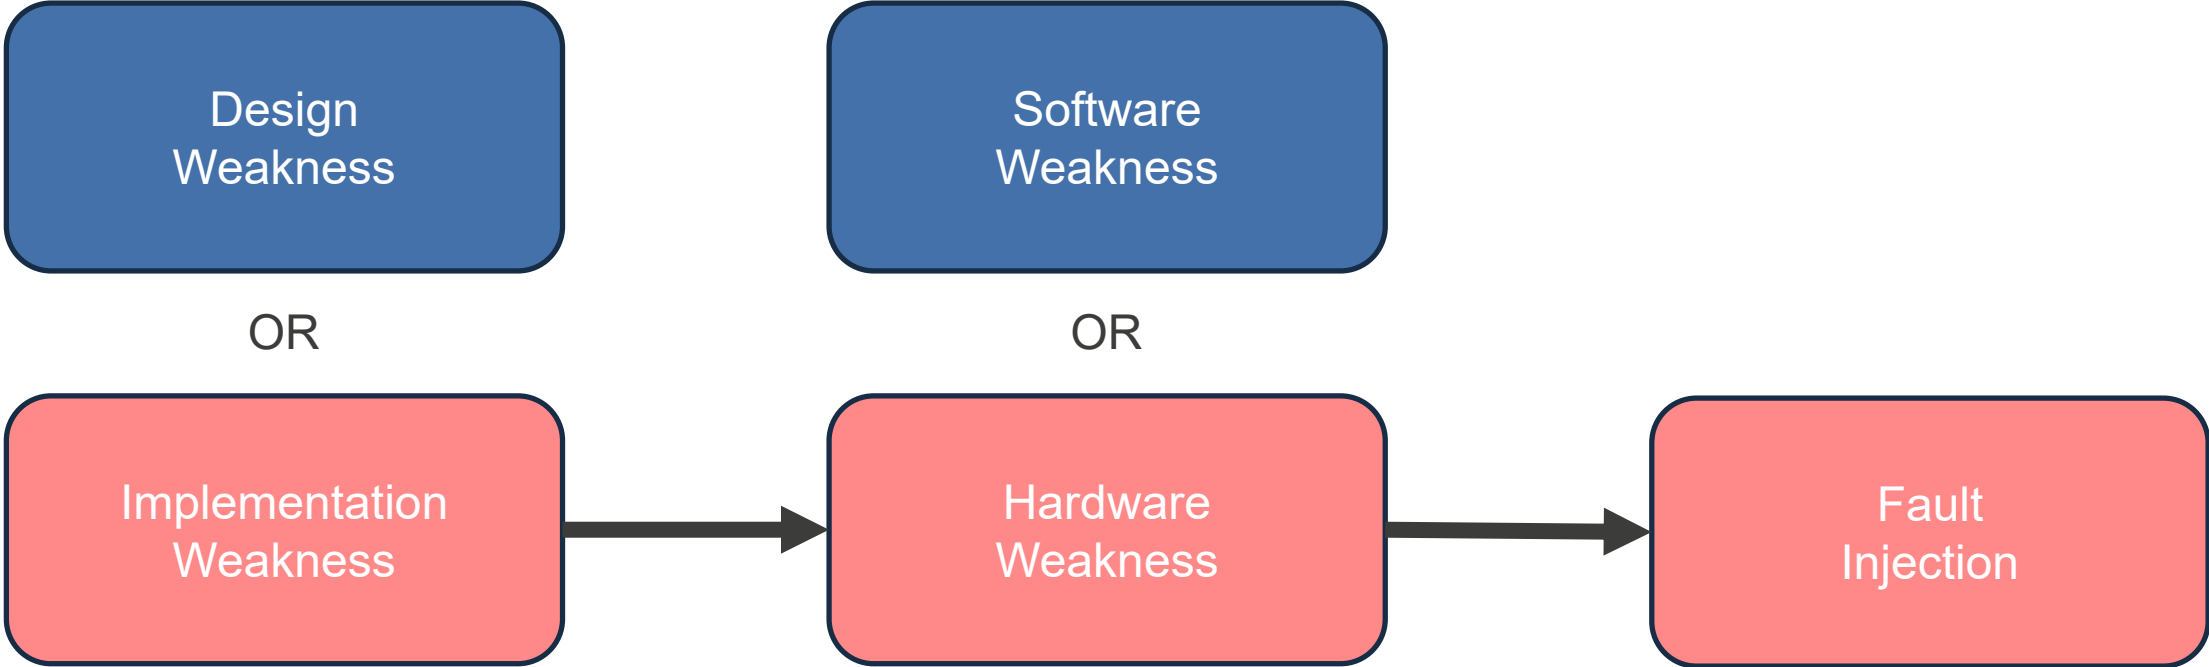 Design
Weakness
Software
Weakness
OR
OR
Implementation
Weakness
Hardware
Weakness
Fault
Injection